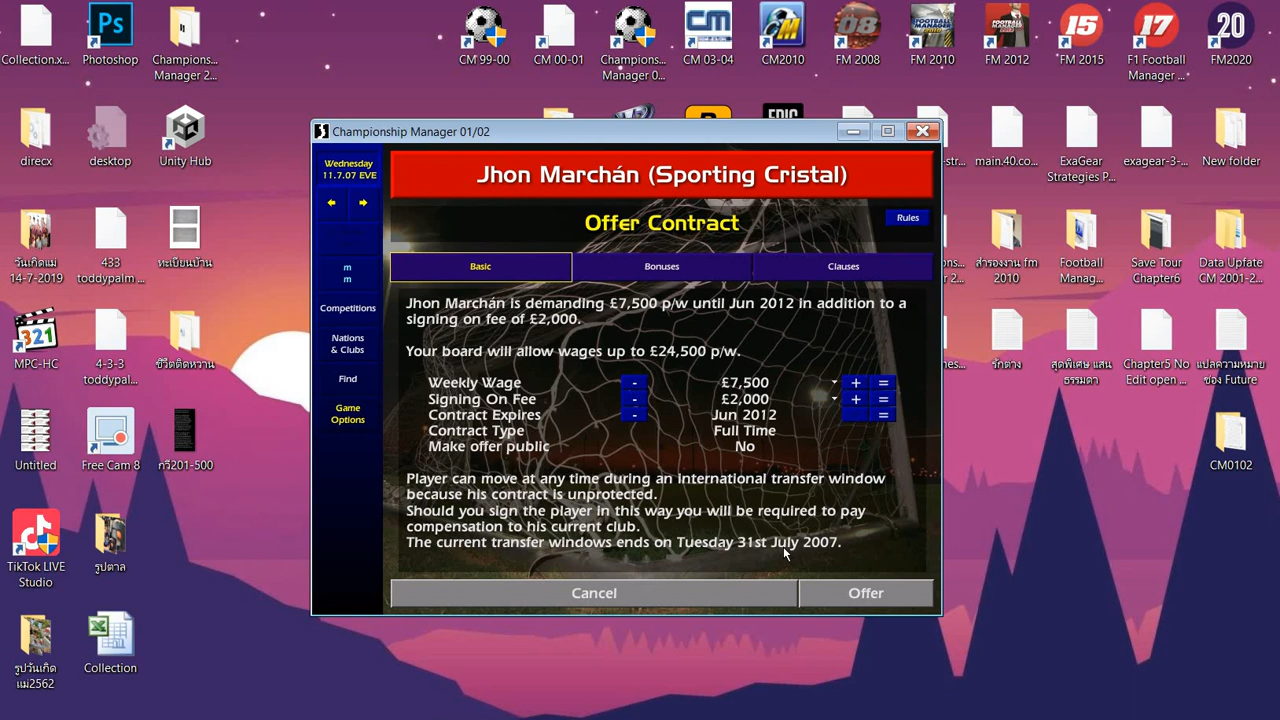 Collection.x...
Photoshop
Champions...
Manager 2...
CM 99-00
CM 00-01
Champions...
Manager 0...
CM 03-04
CM2010
FM 2008
FM 2010
FM 2012
FM 2015
F1 Football
Manager ...
FM2020
direcx
desktop
Unity Hub
main.40.co...
ExaGear
Strategies P...
exagear-3-...
New folder
วันเกิดแม่
14-7-2019
433
toddypalm...
ทะเบียนบ้าน
สำรองงาน fm
2010
Football
Manag...
Save Tour
Chapter6
Data Upfate
CM 2001-2...
MPC-HC
4-3-3
toddypal...
ชีวิตติดหวาน
รักต่าง
สุดพิเศษ แสน
ธรรมดา
Chapter5 No
Edit open ...
แปลความหมาย
ของ Future
Untitled
Free Cam 8
กวี201-500
CM0102
TikTok LIVE
Studio
รูปตาล
รูปวันเกิด
แม่2562
Collection
Championship Manager 01/02
Wednesday
11.7.07 EVE
m
m
Competitions
Nations
& Clubs
Find
Game
Options
Jhon Marchán (Sporting Cristal)
Offer Contract
Rules
Basic
Bonuses
Clauses
Jhon Marchán is demanding £7,500 p/w until Jun 2012 in addition to a
signing on fee of £2,000.
Your board will allow wages up to £24,500 p/w.
Weekly Wage - £7,500 + =
Signing On Fee - £2,000 + =
Contract Expires - Jun 2012 =
Contract Type Full Time
Make offer public No
Player can move at any time during an international transfer window
because his contract is unprotected.
Should you sign the player in this way you will be required to pay
compensation to his current club.
The current transfer windows ends on Tuesday 31st July 2007.
Cancel
Offer